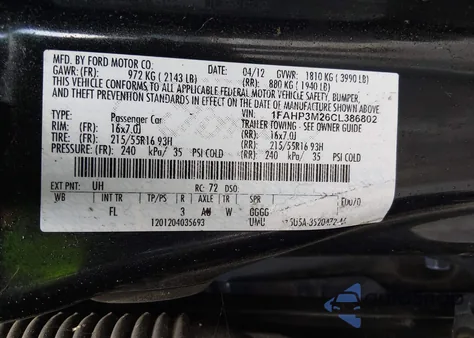 MFD. BY FORD MOTOR CO.
GAWR: (FR): 972 KG ( 2143 LB) 04/12 GVWR: 1810 KG ( 3990 LB)
(RR): 880 KG ( 1940 LB)
THIS VEHICLE CONFORMS TO ALL APPLICABLE FEDERAL MOTOR VEHICLE SAFETY, BUMPER,
AND THEFT PREVENTION STANDARDS IN EFFECT ON THE DATE OF MANUFACTURE SHOWN ABOVE.
VIN: 1FAHP3M26CL386802
TYPE: Passenger Car TRAILER TOWING - SEE OWNERS GUIDE
RIM: (FR): 16x7.0J (RR): 16x7.0J
TIRE: (FR): 215/55R16 93H (RR): 215/55R16 93H
PRESSURE: (FR): 240 kPa/ 35 PSI COLD (RR): 240 kPa/ 35 PSI COLD
EXT PNT: UH RC: 72 DSO:
WB INT TR TP/PS R AXLE TR SPR
FL 3 W GGGG
1201204035693 UMU